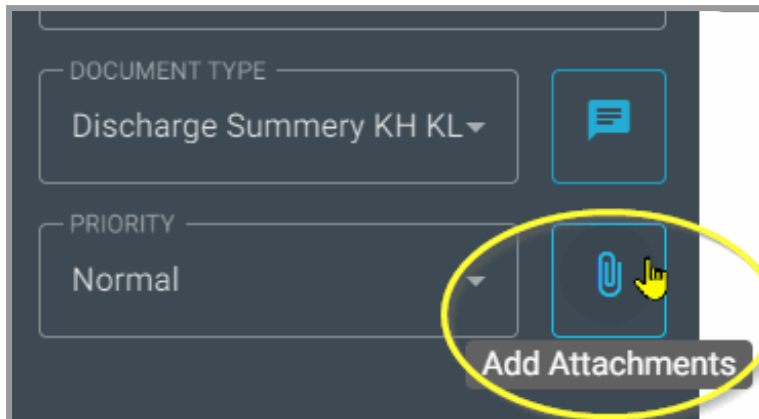 DOCUMENT TYPE
Discharge Summery KH KL
PRIORITY
Normal
Add Attachments